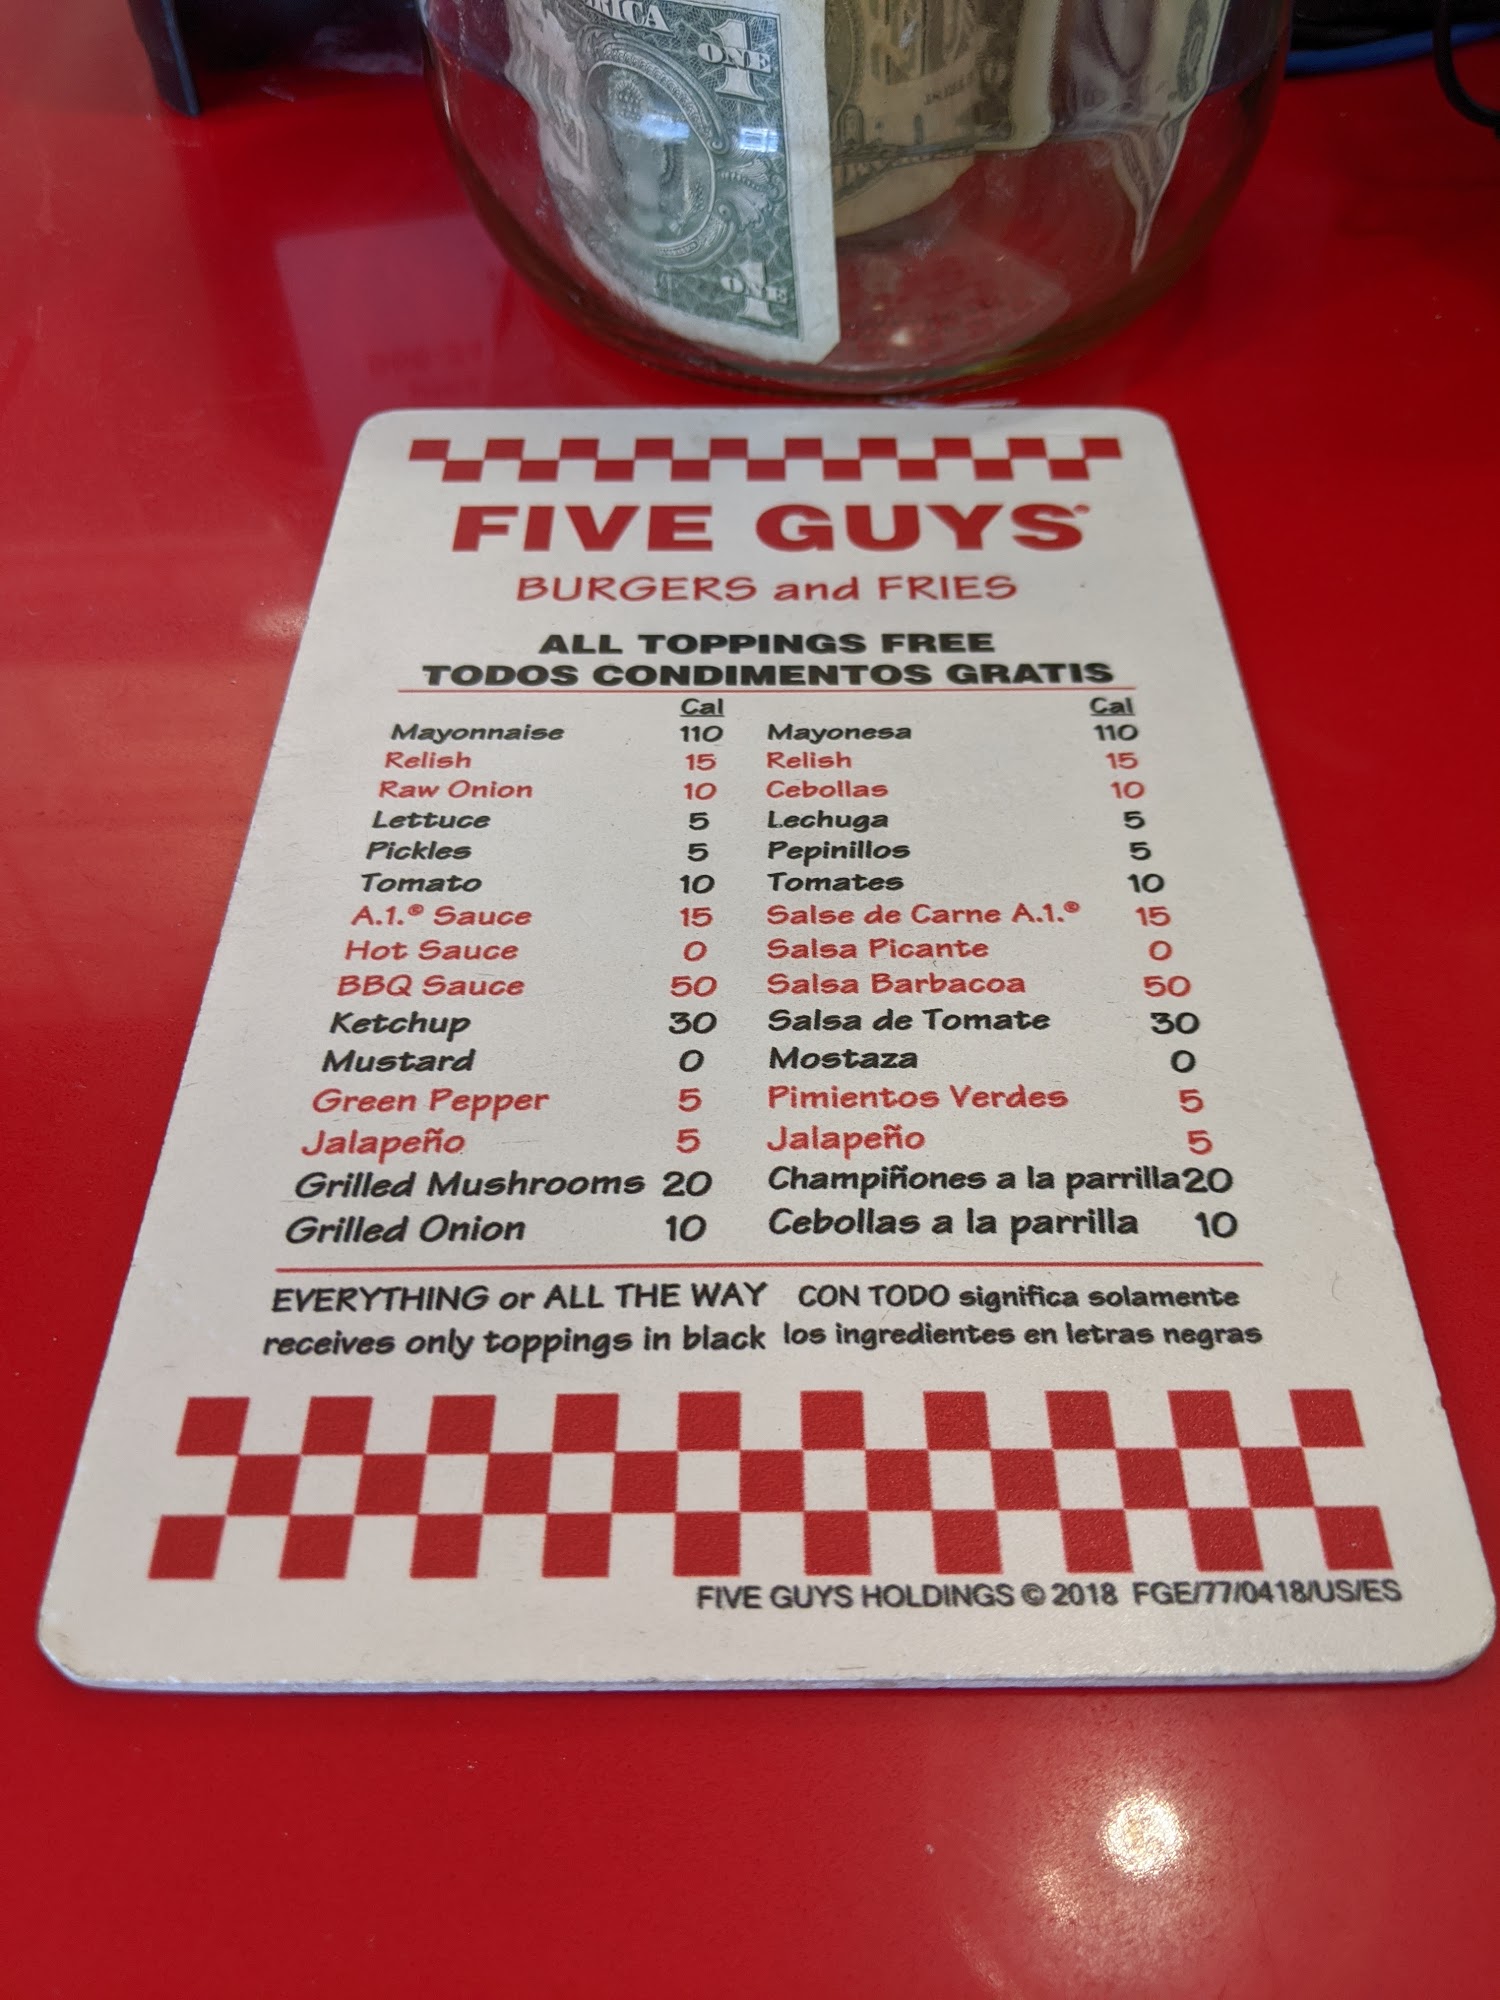 RICA
ONE
1
ONE
1
FIVE GUYS®
BURGERS and FRIES
ALL TOPPINGS FREE
TODOS CONDIMENTOS GRATIS
Cal Cal
Mayonnaise 110 Mayonesa 110
Relish 15 Relish 15
Raw Onion 10 Cebollas 10
Lettuce 5 Lechuga 5
Pickles 5 Pepinillos 5
Tomato 10 Tomates 10
A.1.® Sauce 15 Salse de Carne A.1.® 15
Hot Sauce 0 Salsa Picante 0
BBQ Sauce 50 Salsa Barbacoa 50
Ketchup 30 Salsa de Tomate 30
Mustard 0 Mostaza 0
Green Pepper 5 Pimientos Verdes 5
Jalapeño 5 Jalapeño 5
Grilled Mushrooms 20 Champiñones a la parrilla 20
Grilled Onion 10 Cebollas a la parrilla 10
EVERYTHING or ALL THE WAY CON TODO significa solamente
receives only toppings in black los ingredientes en letras negras
FIVE GUYS HOLDINGS © 2018 FGE/77/0418/US/ES